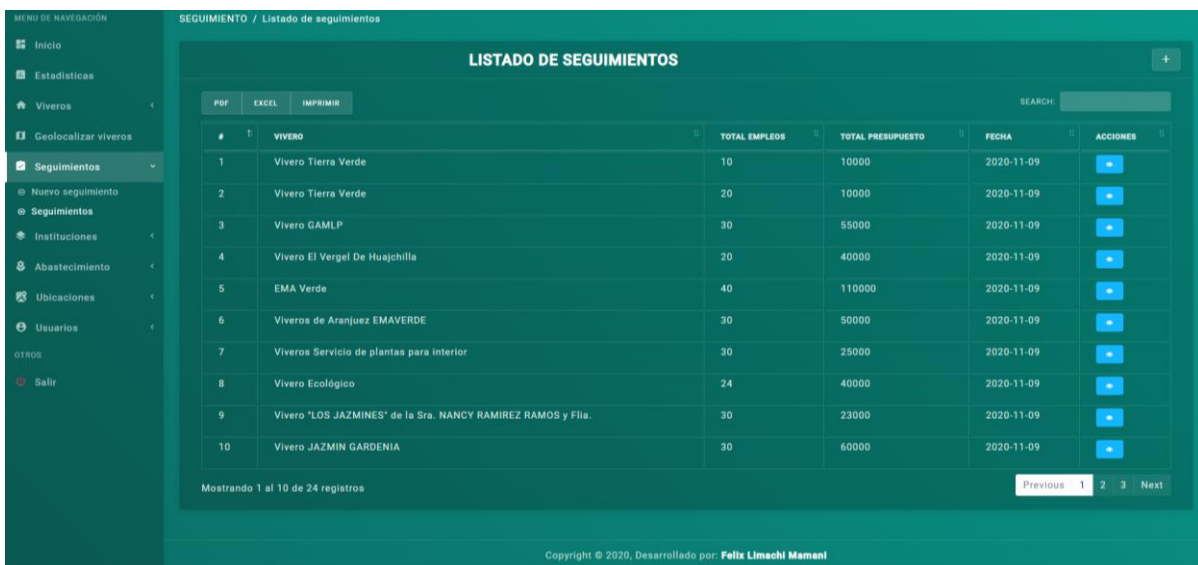 MENU DE NAVEGACIÓN
Inicio
Estadisticas
Viveros
Geolocalizar viveros
Seguimientos
Nuevo seguimiento
Seguimientos
Instituciones
Abastecimiento
Ubicaciones
Usuarios
OTROS
Salir
SEGUIMIENTO / Listado de seguimientos
LISTADO DE SEGUIMIENTOS +
PDF EXCEL IMPRIMIR SEARCH:
# VIVERO TOTAL EMPLEOS TOTAL PRESUPUESTO FECHA ACCIONES
1 Vivero Tierra Verde 10 10000 2020-11-09
2 Vivero Tierra Verde 20 10000 2020-11-09
3 Vivero GAMLP 30 55000 2020-11-09
4 Vivero El Vergel De Huajchilla 20 40000 2020-11-09
5 EMA Verde 40 110000 2020-11-09
6 Viveros de Aranjuez EMAVERDE 30 50000 2020-11-09
7 Viveros Servicio de plantas para interior 30 25000 2020-11-09
8 Vivero Ecológico 24 40000 2020-11-09
9 Vivero "LOS JAZMINES" de la Sra. NANCY RAMIREZ RAMOS y Flia. 30 23000 2020-11-09
10 Vivero JAZMIN GARDENIA 30 60000 2020-11-09
Mostrando 1 al 10 de 24 registros
Previous 1 2 3 Next
Copyright © 2020, Desarrollado por: Felix Limachi Mamani